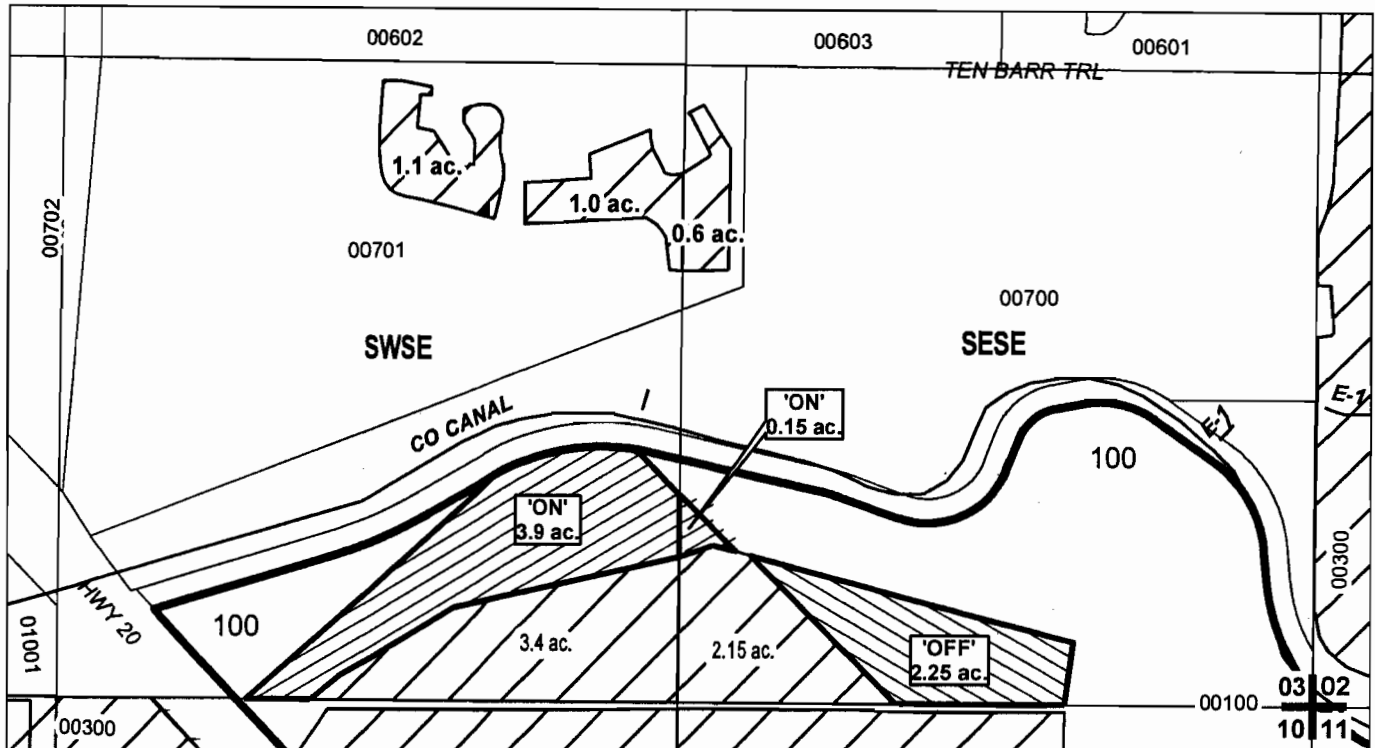 00602
00603
00601
TEN BARR TRL
1.1 ac.
1.0 ac.
0.6 ac.
00702
00701
00700
SWSE
SESE
'ON'
0.15 ac.
E-1
CO CANAL
I
E-1
100
'ON'
3.9 ac.
00300
HWY 20
100
01001
3.4 ac.
2.15 ac.
'OFF'
2.25 ac.
03 02
00100
10 11
00300